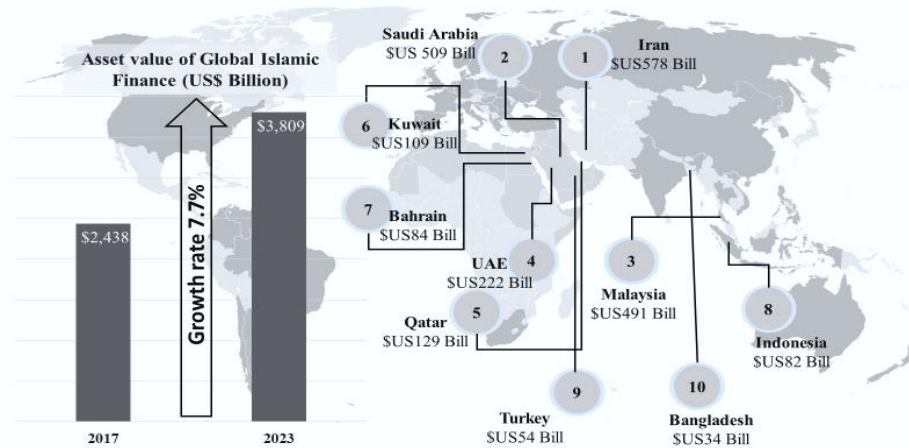 Asset value of Global Islamic
Finance (US$ Billion)
$2,438
Growth rate 7.7%
$3,809
2017
2023
Saudi Arabia
$US 509 Bill
2
1
Iran
$US578 Bill
6
Kuwait
$US109 Bill
7
Bahrain
$US84 Bill
UAE
$US222 Bill
4
5
Qatar
$US129 Bill
3
Malaysia
$US491 Bill
8
Indonesia
$US82 Bill
9
Turkey
$US54 Bill
10
Bangladesh
$US34 Bill